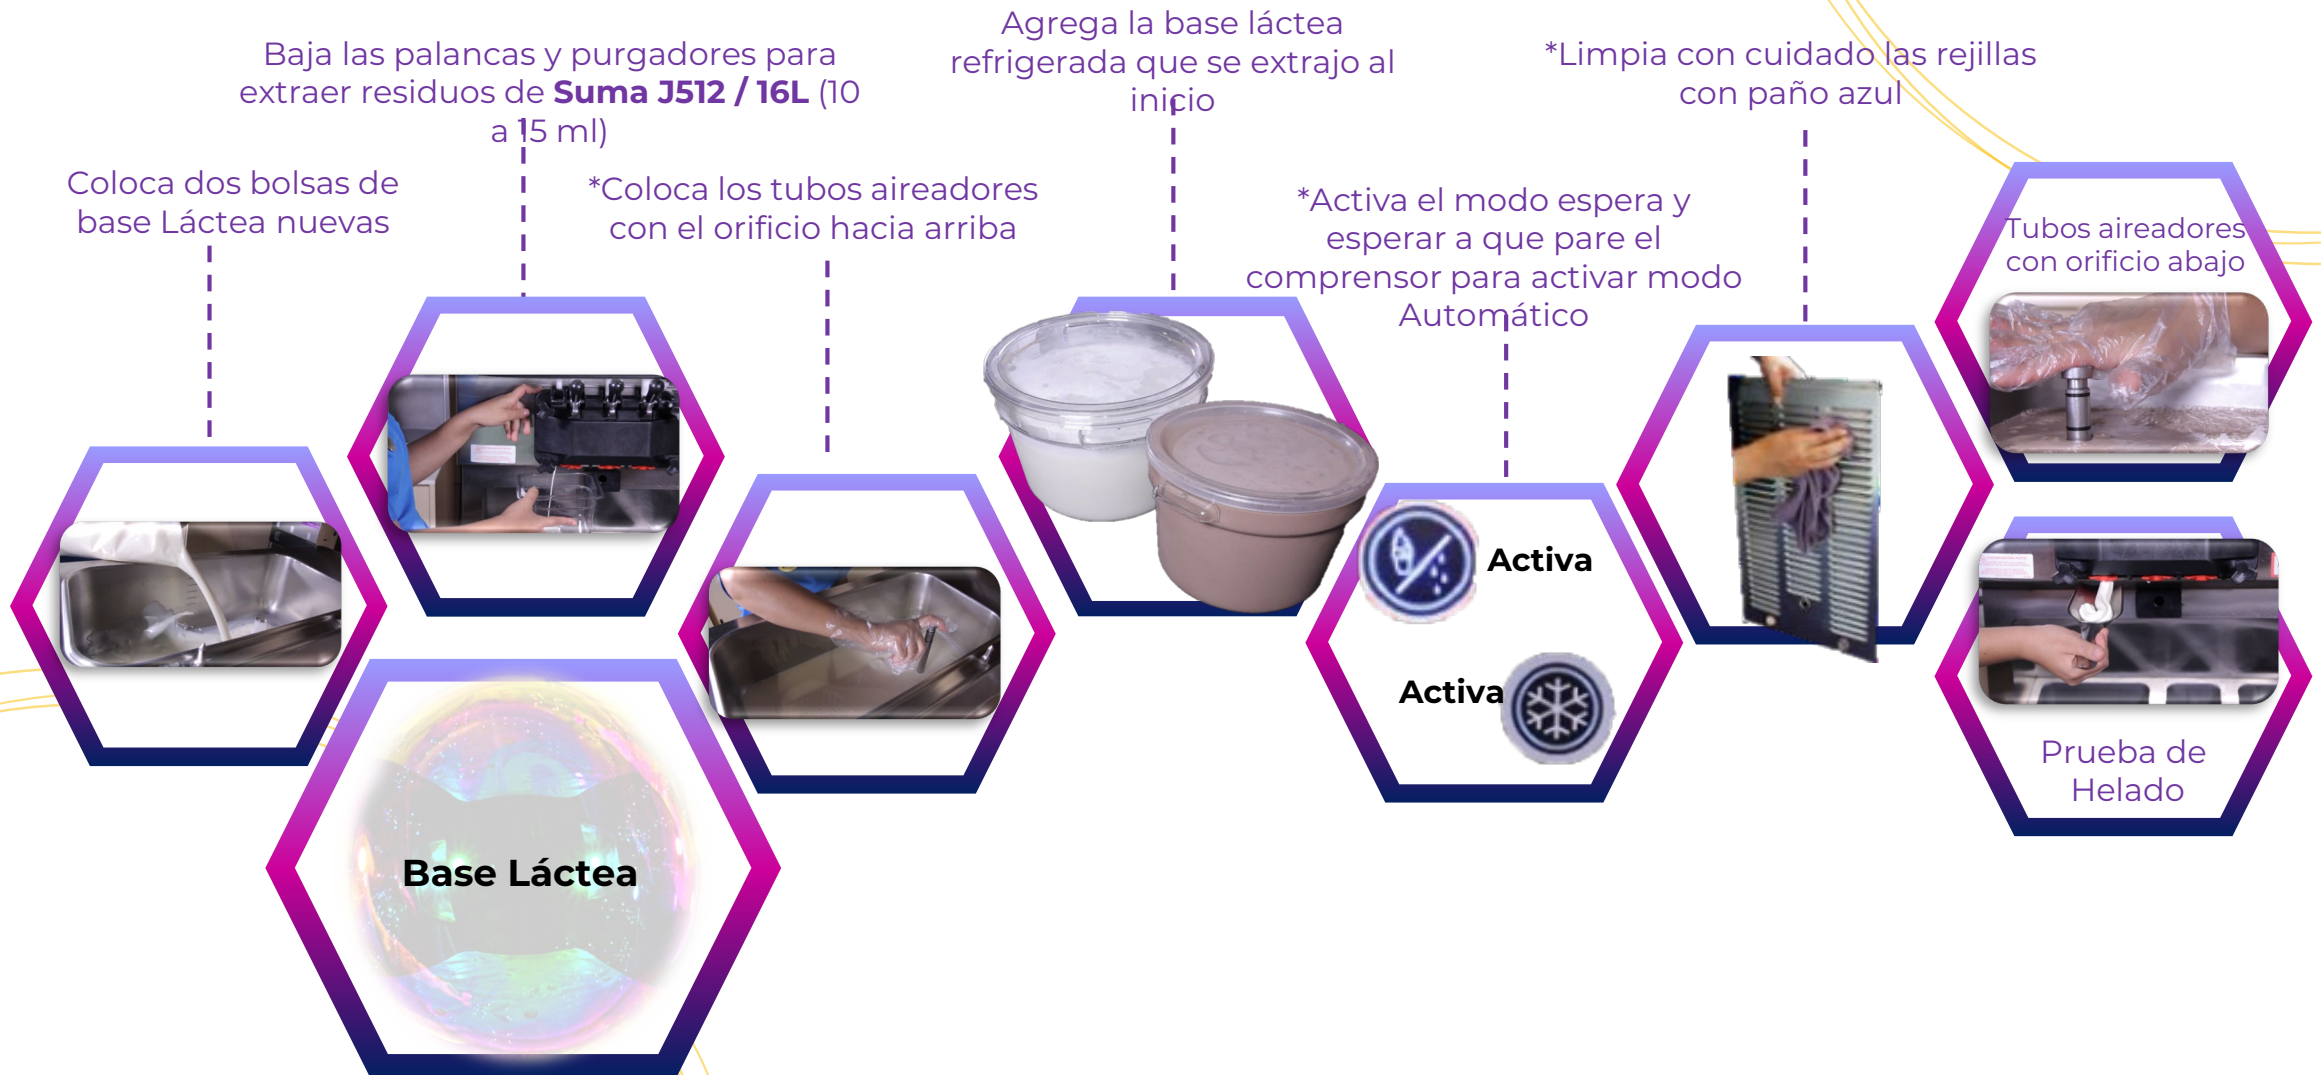 Coloca dos bolsas de
base Láctea nuevas
Baja las palancas y purgadores para
extraer residuos de Suma J512 / 16L (10
a 15 ml)
*Coloca los tubos aireadores
con el orificio hacia arriba
Agrega la base láctea
refrigerada que se extrajo al
inicio
*Activa el modo espera y
esperar a que pare el
comprensor para activar modo
Automático
*Limpia con cuidado las rejillas
con paño azul
Tubos aireadores
con orificio abajo
Activa
Activa
Prueba de
Helado
Base Láctea